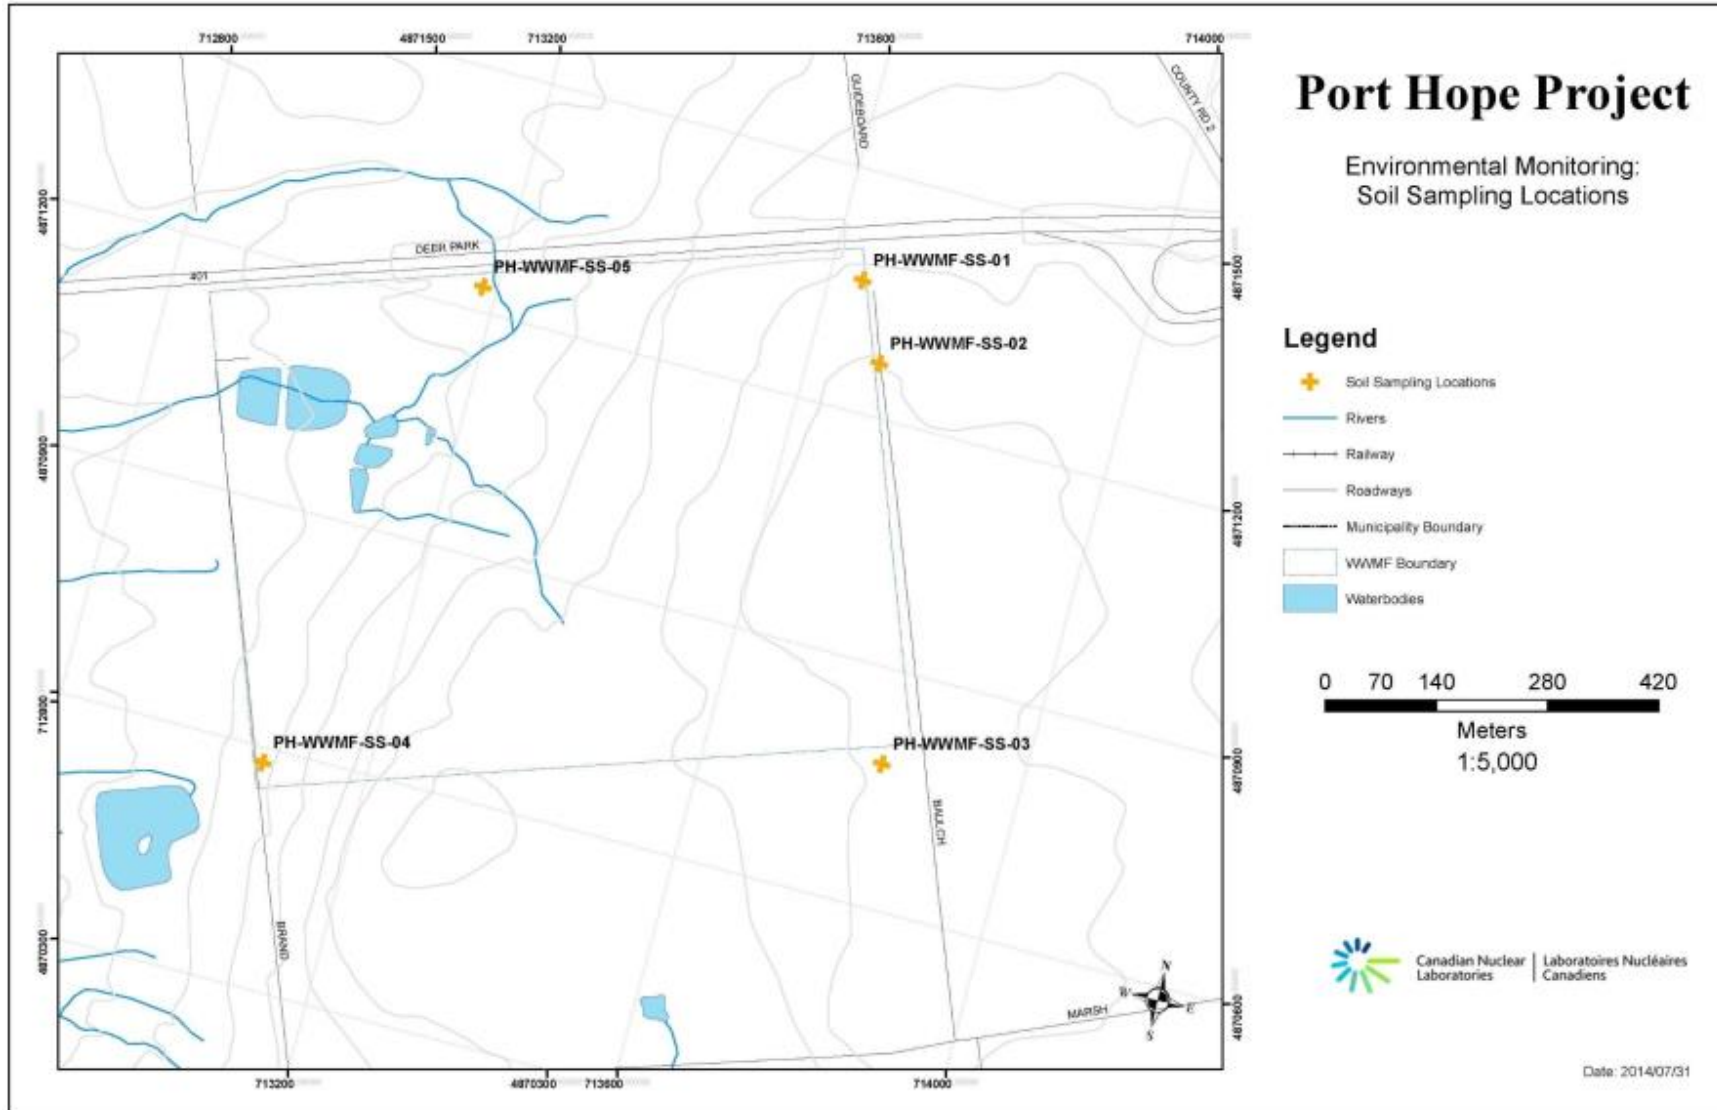 712800
4871500
713200
713600
714000
Port Hope Project
Environmental Monitoring:
Soil Sampling Locations
GUIDEBOARD
COUNTY RD 2
4871200
DEER PARK
401
PH-WWMF-SS-05
PH-WWMF-SS-01
4871500
PH-WWMF-SS-02
Legend
Soil Sampling Locations
Rivers
Railway
Roadways
Municipality Boundary
WWMF Boundary
Waterbodies
4870900
4871200
712800
PH-WWMF-SS-04
PH-WWMF-SS-03
4870900
0 70 140 280 420
Meters
1:5,000
BAULCH
BRAND
4870300
MARSH
N
W
E
S
4870600
Canadian Nuclear Laboratories
Laboratoires Nucléaires Canadiens
713200
4870300
713600
714000
Date: 2014/07/31